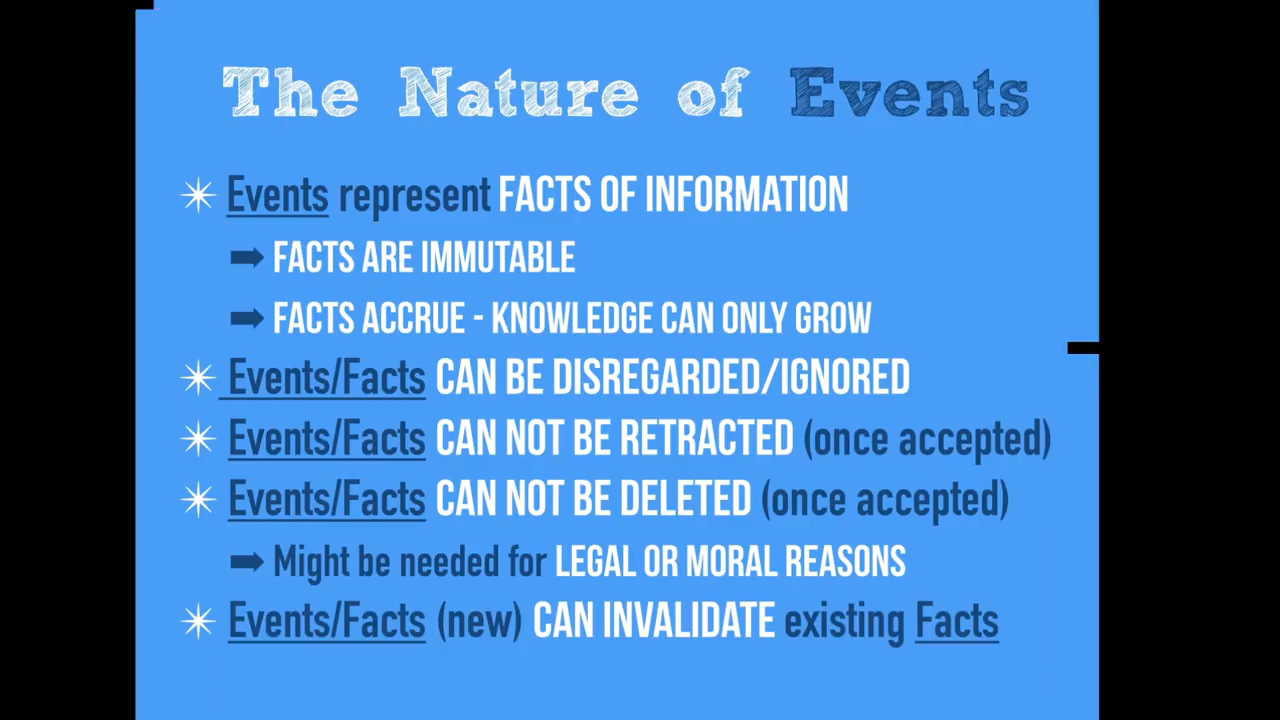 The Nature of Events
Events represent FACTS OF INFORMATION
FACTS ARE IMMUTABLE
FACTS ACCRUE - KNOWLEDGE CAN ONLY GROW
Events/Facts CAN BE DISREGARDED/IGNORED
Events/Facts CAN NOT BE RETRACTED (once accepted)
Events/Facts CAN NOT BE DELETED (once accepted)
Might be needed for LEGAL OR MORAL REASONS
Events/Facts (new) CAN INVALIDATE existing Facts